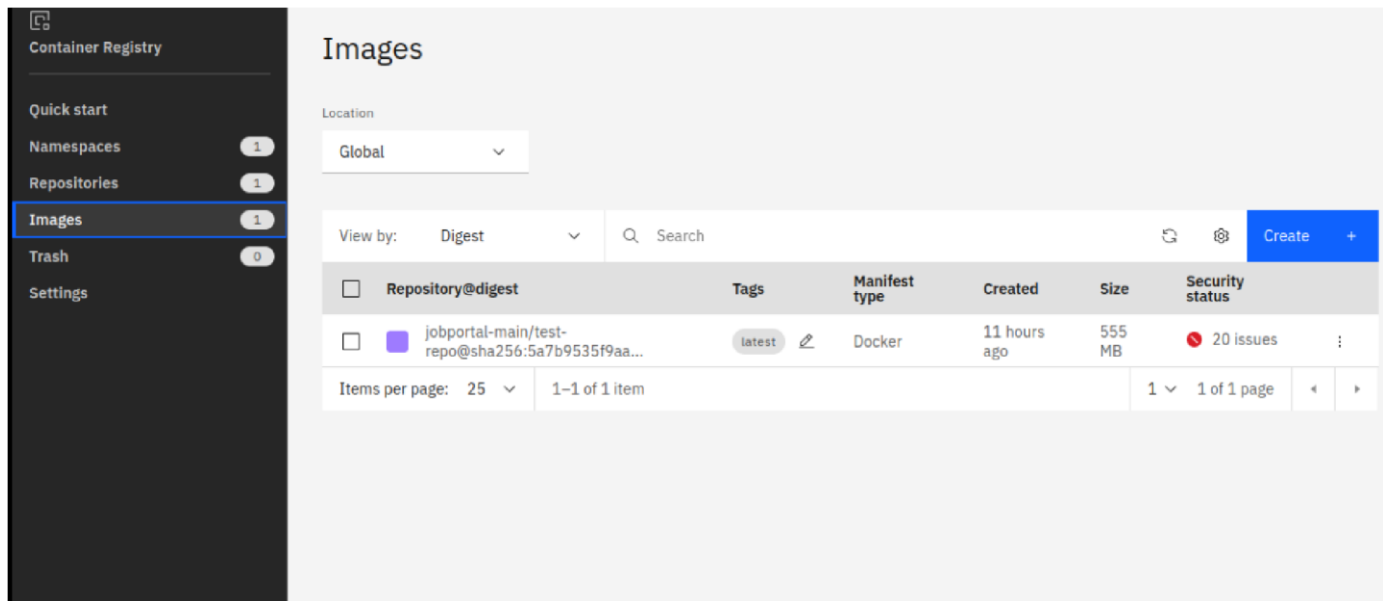 Container Registry
Quick start
Namespaces 1
Repositories 1
Images 1
Trash 0
Settings
Images
Location
Global
View by: Digest Search Create +
Repository@digest Tags Manifest type Created Size Security status
jobportal-main/test-
repo@sha256:5a7b9535f9aa... latest Docker 11 hours ago 555 MB 20 issues
Items per page: 25 1–1 of 1 item 1 1 of 1 page